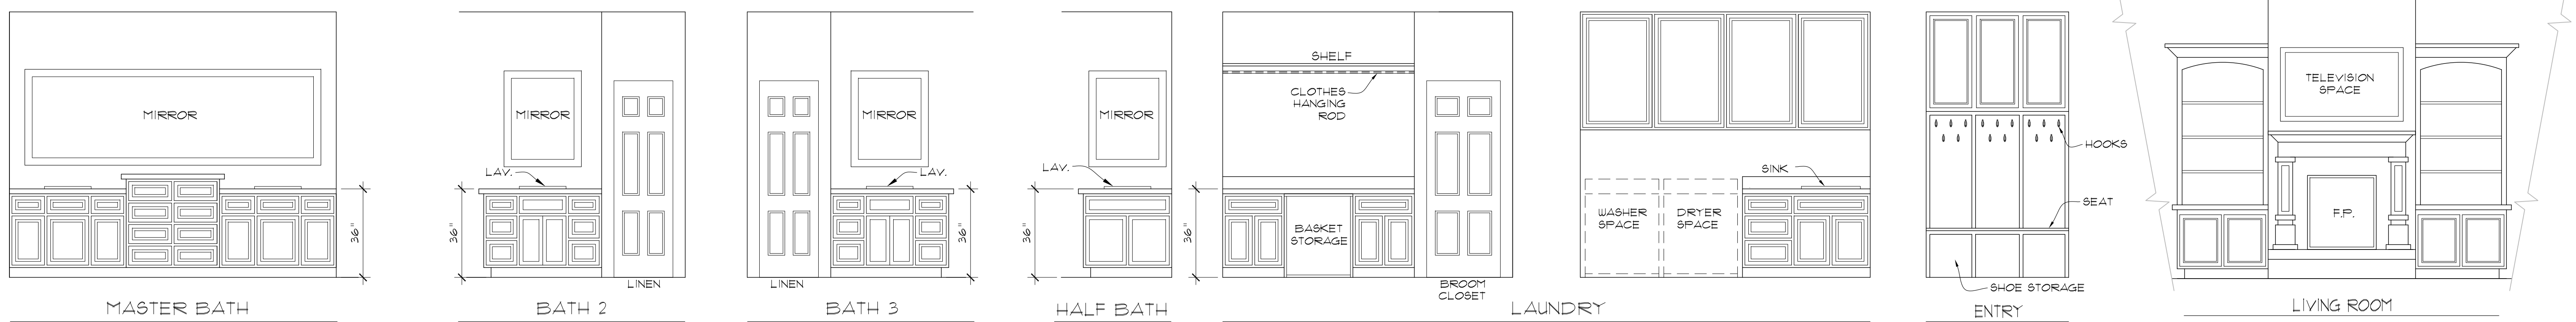 MIRROR
36"
MASTER BATH
MIRROR
LAV.
36"
LINEN
BATH 2
MIRROR
LAV.
36"
LINEN
BATH 3
MIRROR
LAV.
36"
HALF BATH
SHELF
CLOTHES
HANGING
ROD
36"
BASKET
STORAGE
BROOM
CLOSET
SINK
WASHER
SPACE
DRYER
SPACE
LAUNDRY
HOOKS
SEAT
SHOE STORAGE
ENTRY
TELEVISION
SPACE
F.P.
LIVING ROOM